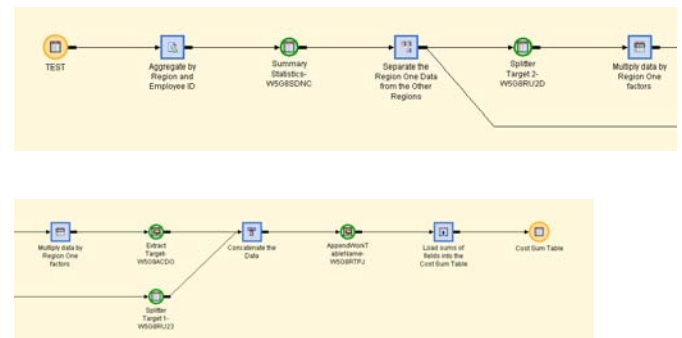 TEST
Aggregate by
Region and
Employee ID
Summary
Statistics-
W5G8SDNC
Separate the
Region One Data
from the Other
Regions
Splitter
Target 2-
W5G8RU2D
Multiply data by
Region One
factors
Multiply data by
Region One
factors
Extract
Target-
W5G8ACDO
Concatenate the
Data
AppendWorkT
ableName-
W5G8RTPJ
Load sums of
fields into the
Cost Sum Table
Cost Sum Table
Splitter
Target 1-
W5G8RU23